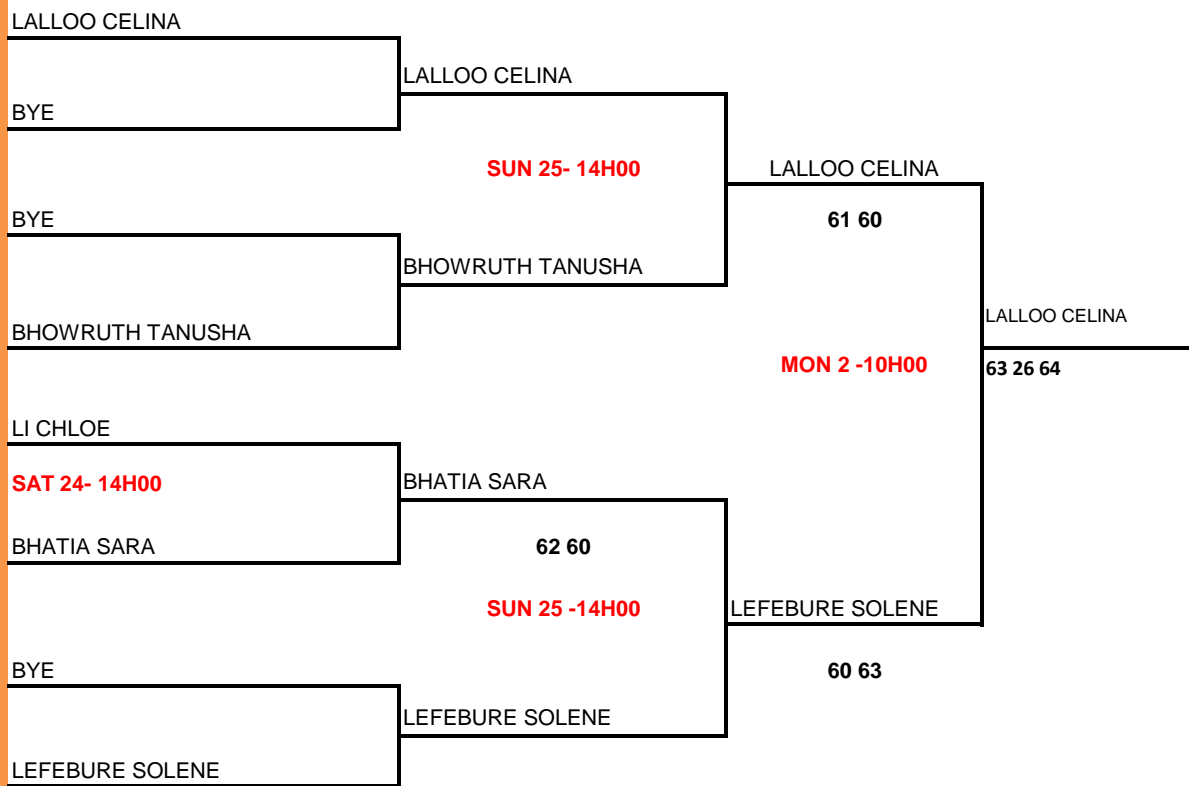 LALLOO CELINA
LALLOO CELINA
BYE
SUN 25- 14H00
LALLOO CELINA
BYE
61 60
BHOWRUTH TANUSHA
LALLOO CELINA
BHOWRUTH TANUSHA
MON 2 -10H00
63 26 64
LI CHLOE
SAT 24- 14H00
BHATIA SARA
BHATIA SARA
62 60
SUN 25 -14H00
LEFEBURE SOLENE
BYE
60 63
LEFEBURE SOLENE
LEFEBURE SOLENE